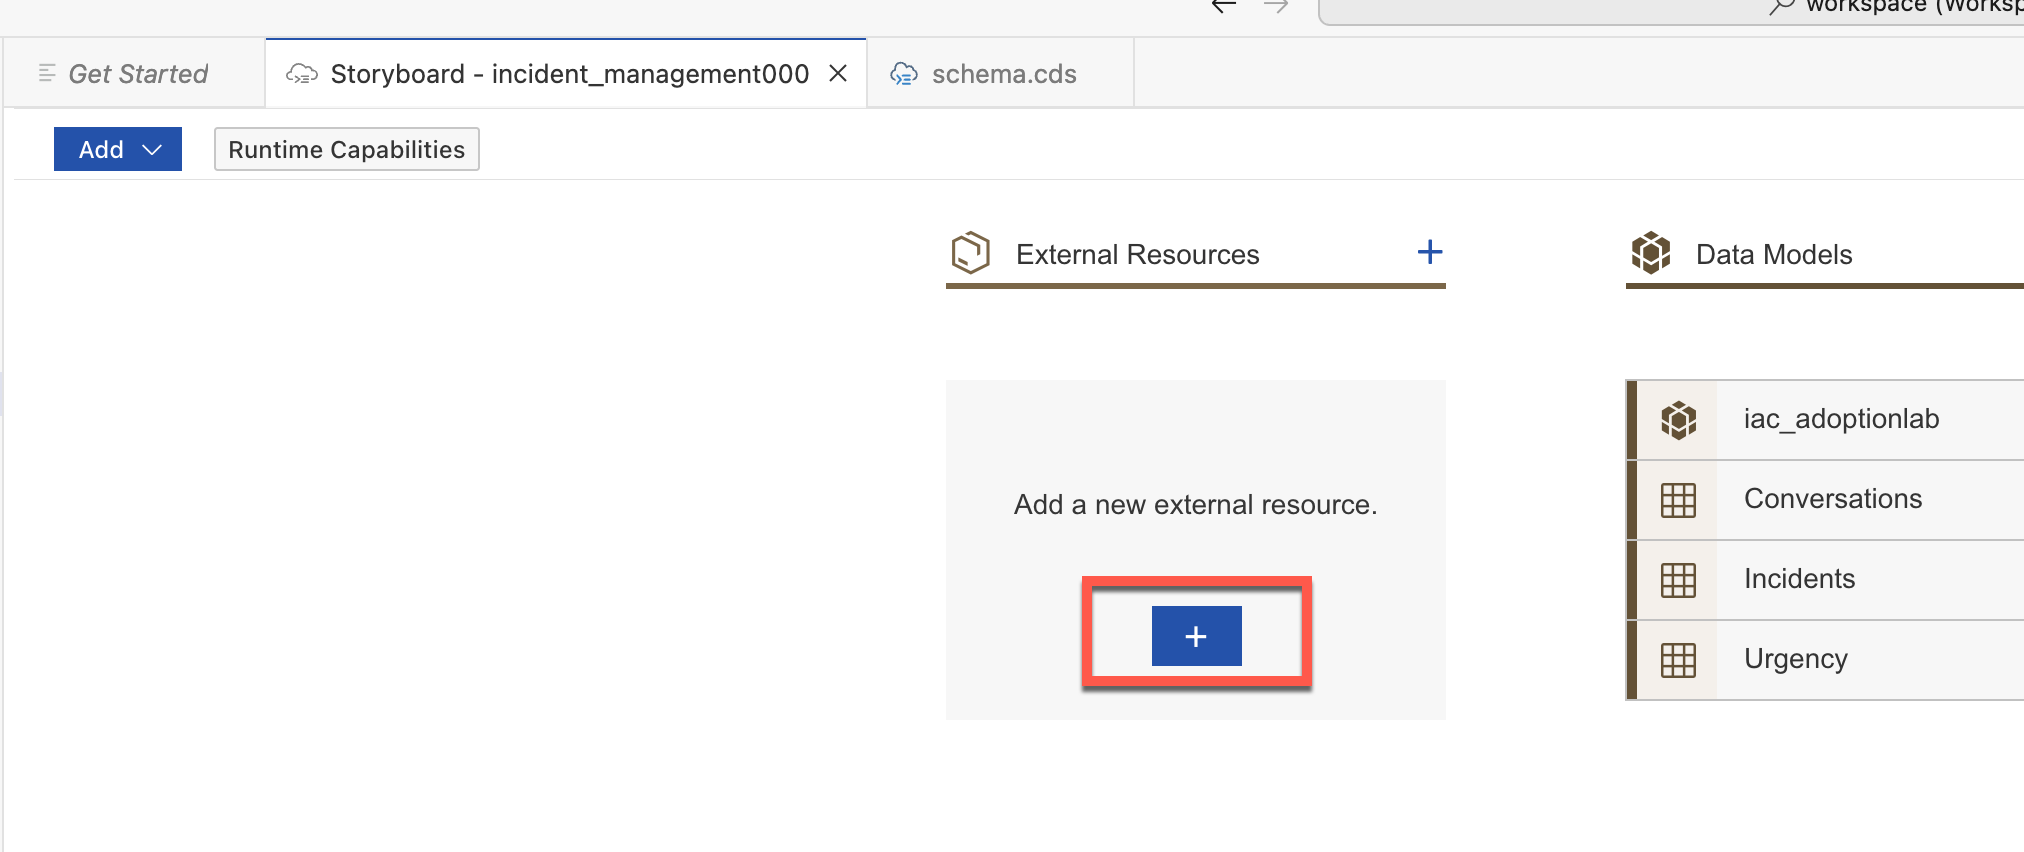 workspace (Worksp
Get Started
Storyboard - incident_management000
schema.cds
Add
Runtime Capabilities
External Resources
Data Models
Add a new external resource.
iac_adoptionlab
Conversations
Incidents
Urgency